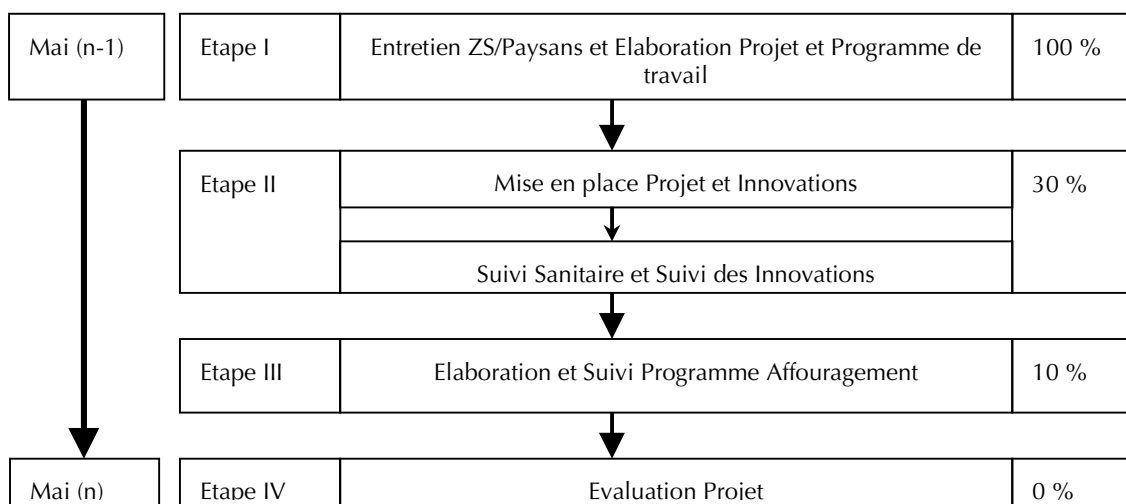 Mai (n-1)
Etape I
Entretien ZS/Paysans et Elaboration Projet et Programme de
travail
100 %
Etape II
Mise en place Projet et Innovations
30 %
Suivi Sanitaire et Suivi des Innovations
Etape III
Elaboration et Suivi Programme Affouragement
10 %
Mai (n)
Etape IV
Evaluation Projet
0 %